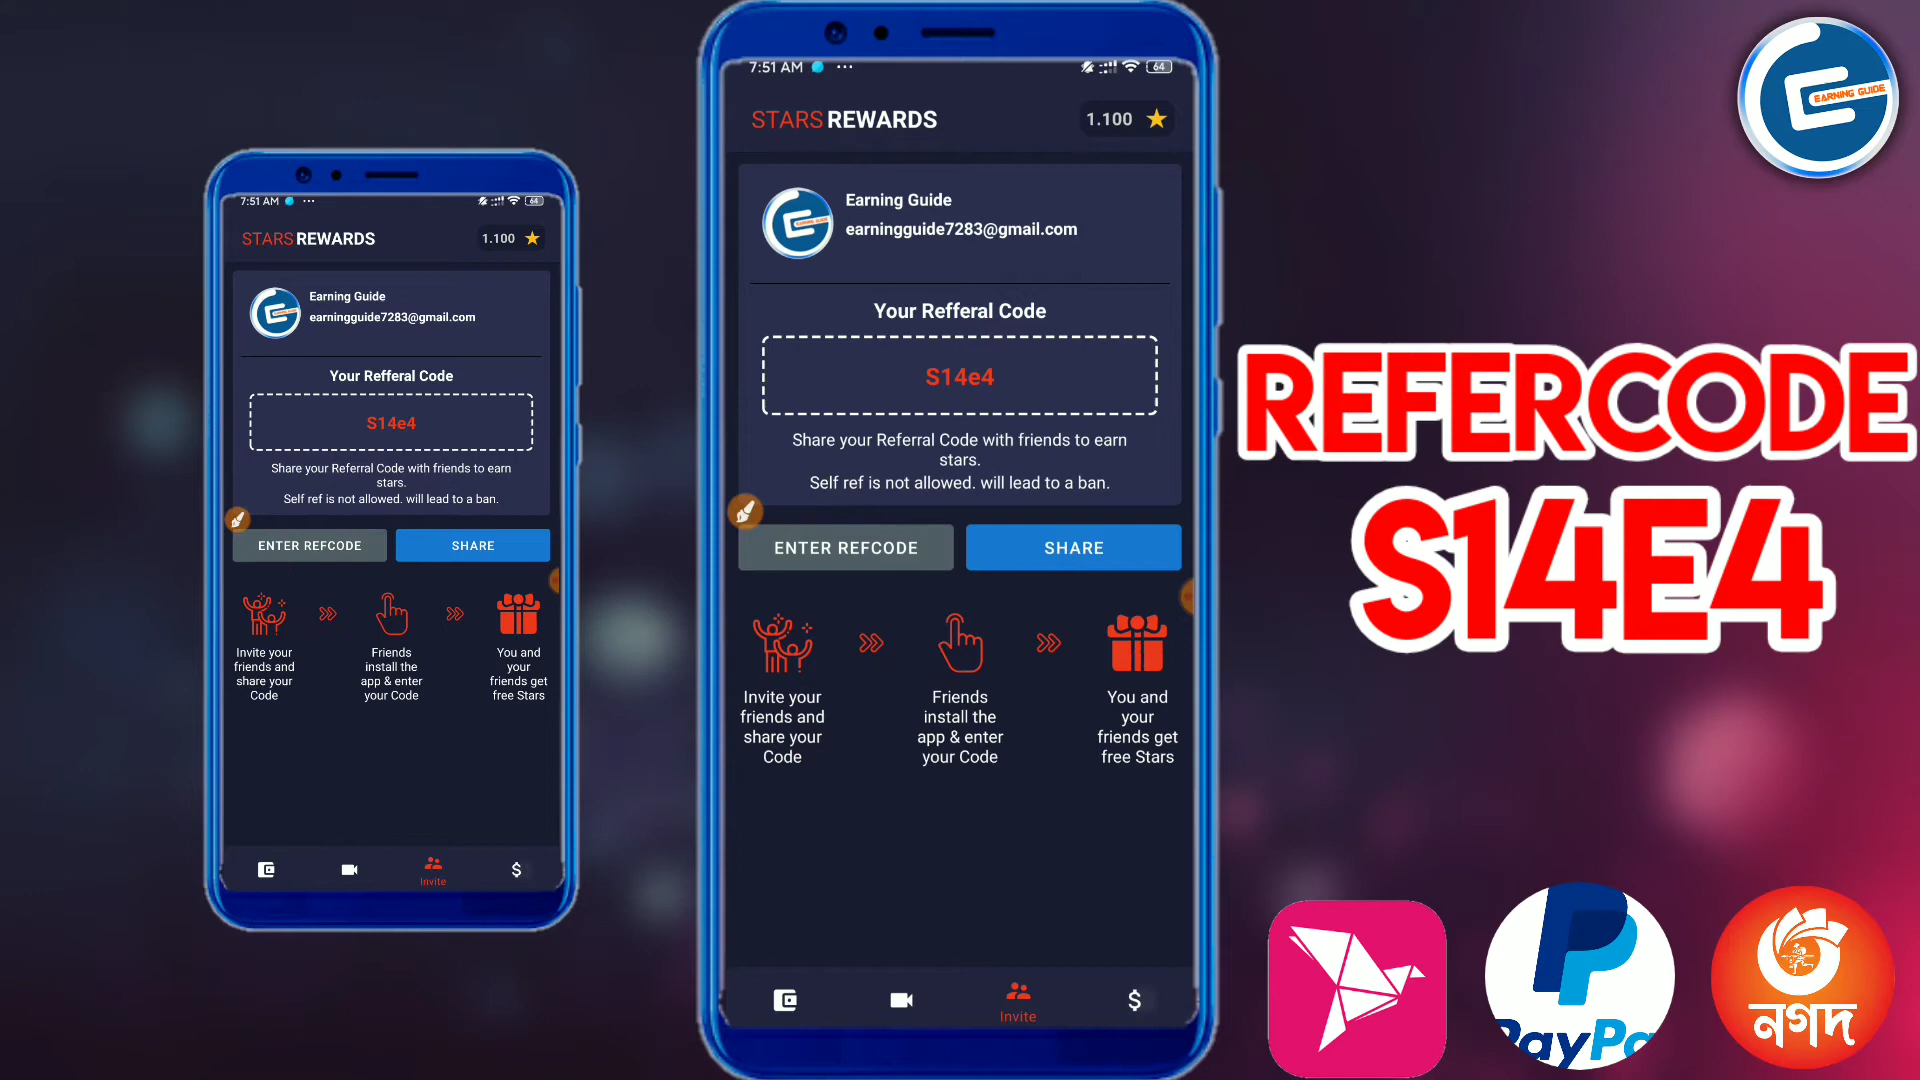 7:51 AM
64
STARS REWARDS
1.100
Earning Guide
earningguide7283@gmail.com
Your Refferal Code
S14e4
Share your Referral Code with friends to earn
stars.
Self ref is not allowed. will lead to a ban.
ENTER REFCODE
SHARE
Invite your
friends and
share your
Code
Friends
install the
app & enter
your Code
You and
your
friends get
free Stars
Invite
7:51 AM
64
STARS REWARDS
1.100
EARNING GUIDE
Earning Guide
earningguide7283@gmail.com
Your Refferal Code
S14e4
Share your Referral Code with friends to earn
stars.
Self ref is not allowed. will lead to a ban.
ENTER REFCODE
SHARE
Invite your
friends and
share your
Code
Friends
install the
app & enter
your Code
You and
your
friends get
free Stars
Invite
EARNING GUIDE
REFERCODE
S14E4
PayPa
নগদ